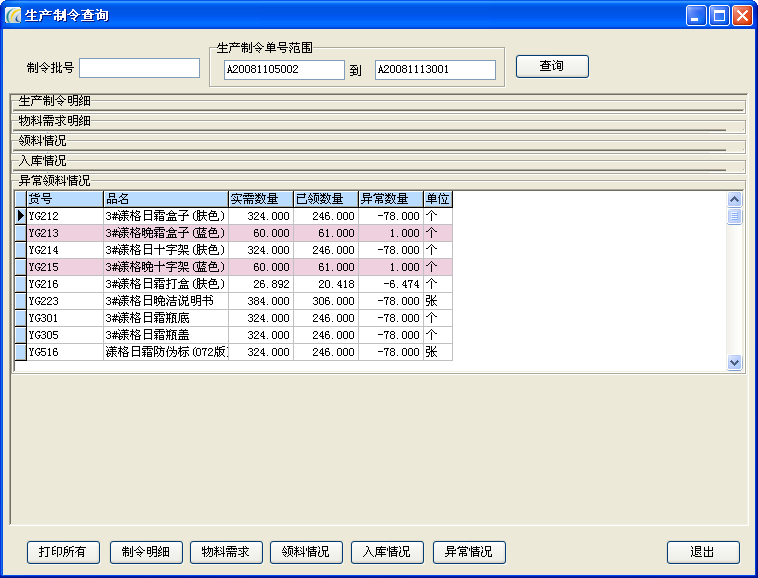 生产制令查询
生产制令单号范围
制令批号 A20081105002 到 A20081113001 查询
生产制令明细
物料需求明细
领料情况
入库情况
异常领料情况
货号 品名 实需数量 已领数量 异常数量 单位
YG212 3#漾格日霜盒子(肤色) 324.000 246.000 -78.000 个
YG213 3#漾格晚霜盒子(蓝色) 60.000 61.000 1.000 个
YG214 3#漾格日十字架(肤色) 324.000 246.000 -78.000 个
YG215 3#漾格晚十字架(蓝色) 60.000 61.000 1.000 个
YG216 3#漾格日霜打盒(肤色) 26.892 20.418 -6.474 个
YG223 3#漾格日晚洁说明书 384.000 306.000 -78.000 张
YG301 3#漾格日霜瓶底 324.000 246.000 -78.000 个
YG305 3#漾格日霜瓶盖 324.000 246.000 -78.000 个
YG516 漾格日霜防伪标(072版) 324.000 246.000 -78.000 张
打印所有 制令明细 物料需求 领料情况 入库情况 异常情况 退出